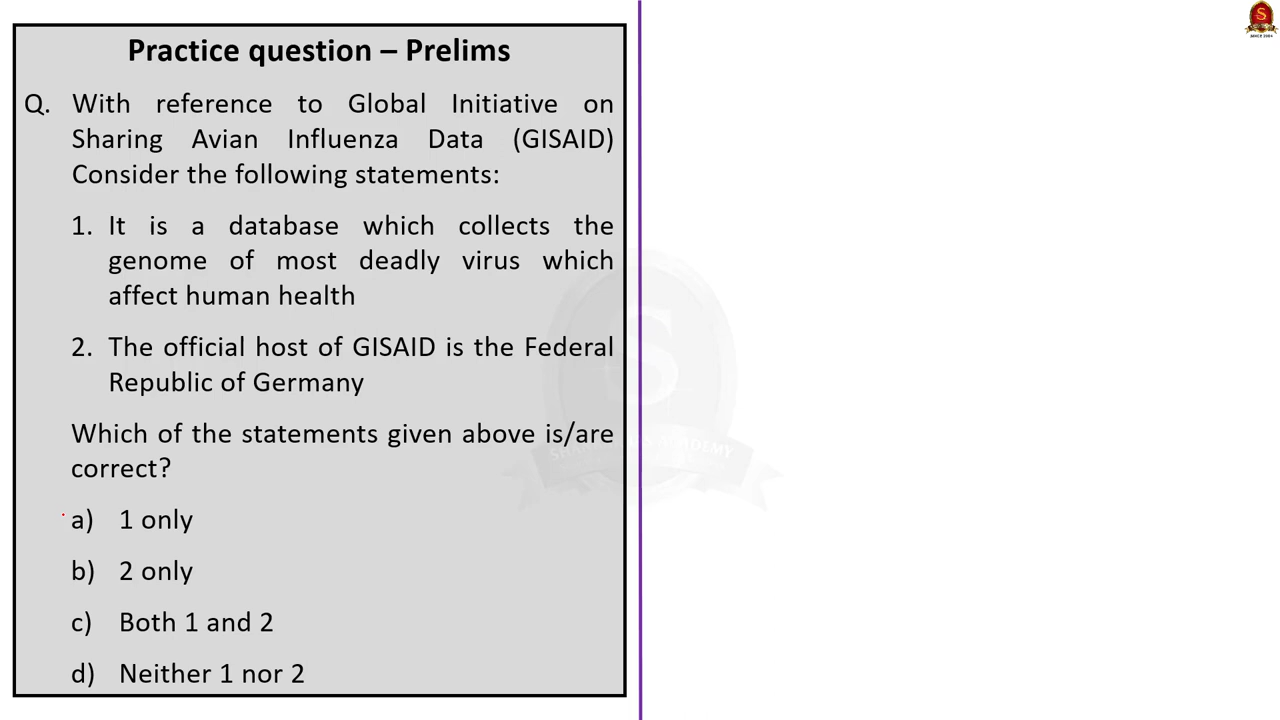 Practice question – Prelims
Q. With reference to Global Initiative on
Sharing Avian Influenza Data (GISAID)
Consider the following statements:
1. It is a database which collects the
genome of most deadly virus which
affect human health
2. The official host of GISAID is the Federal
Republic of Germany
Which of the statements given above is/are
correct?
a) 1 only
b) 2 only
c) Both 1 and 2
d) Neither 1 nor 2
S
SINCE 2004
S
ACADEMY